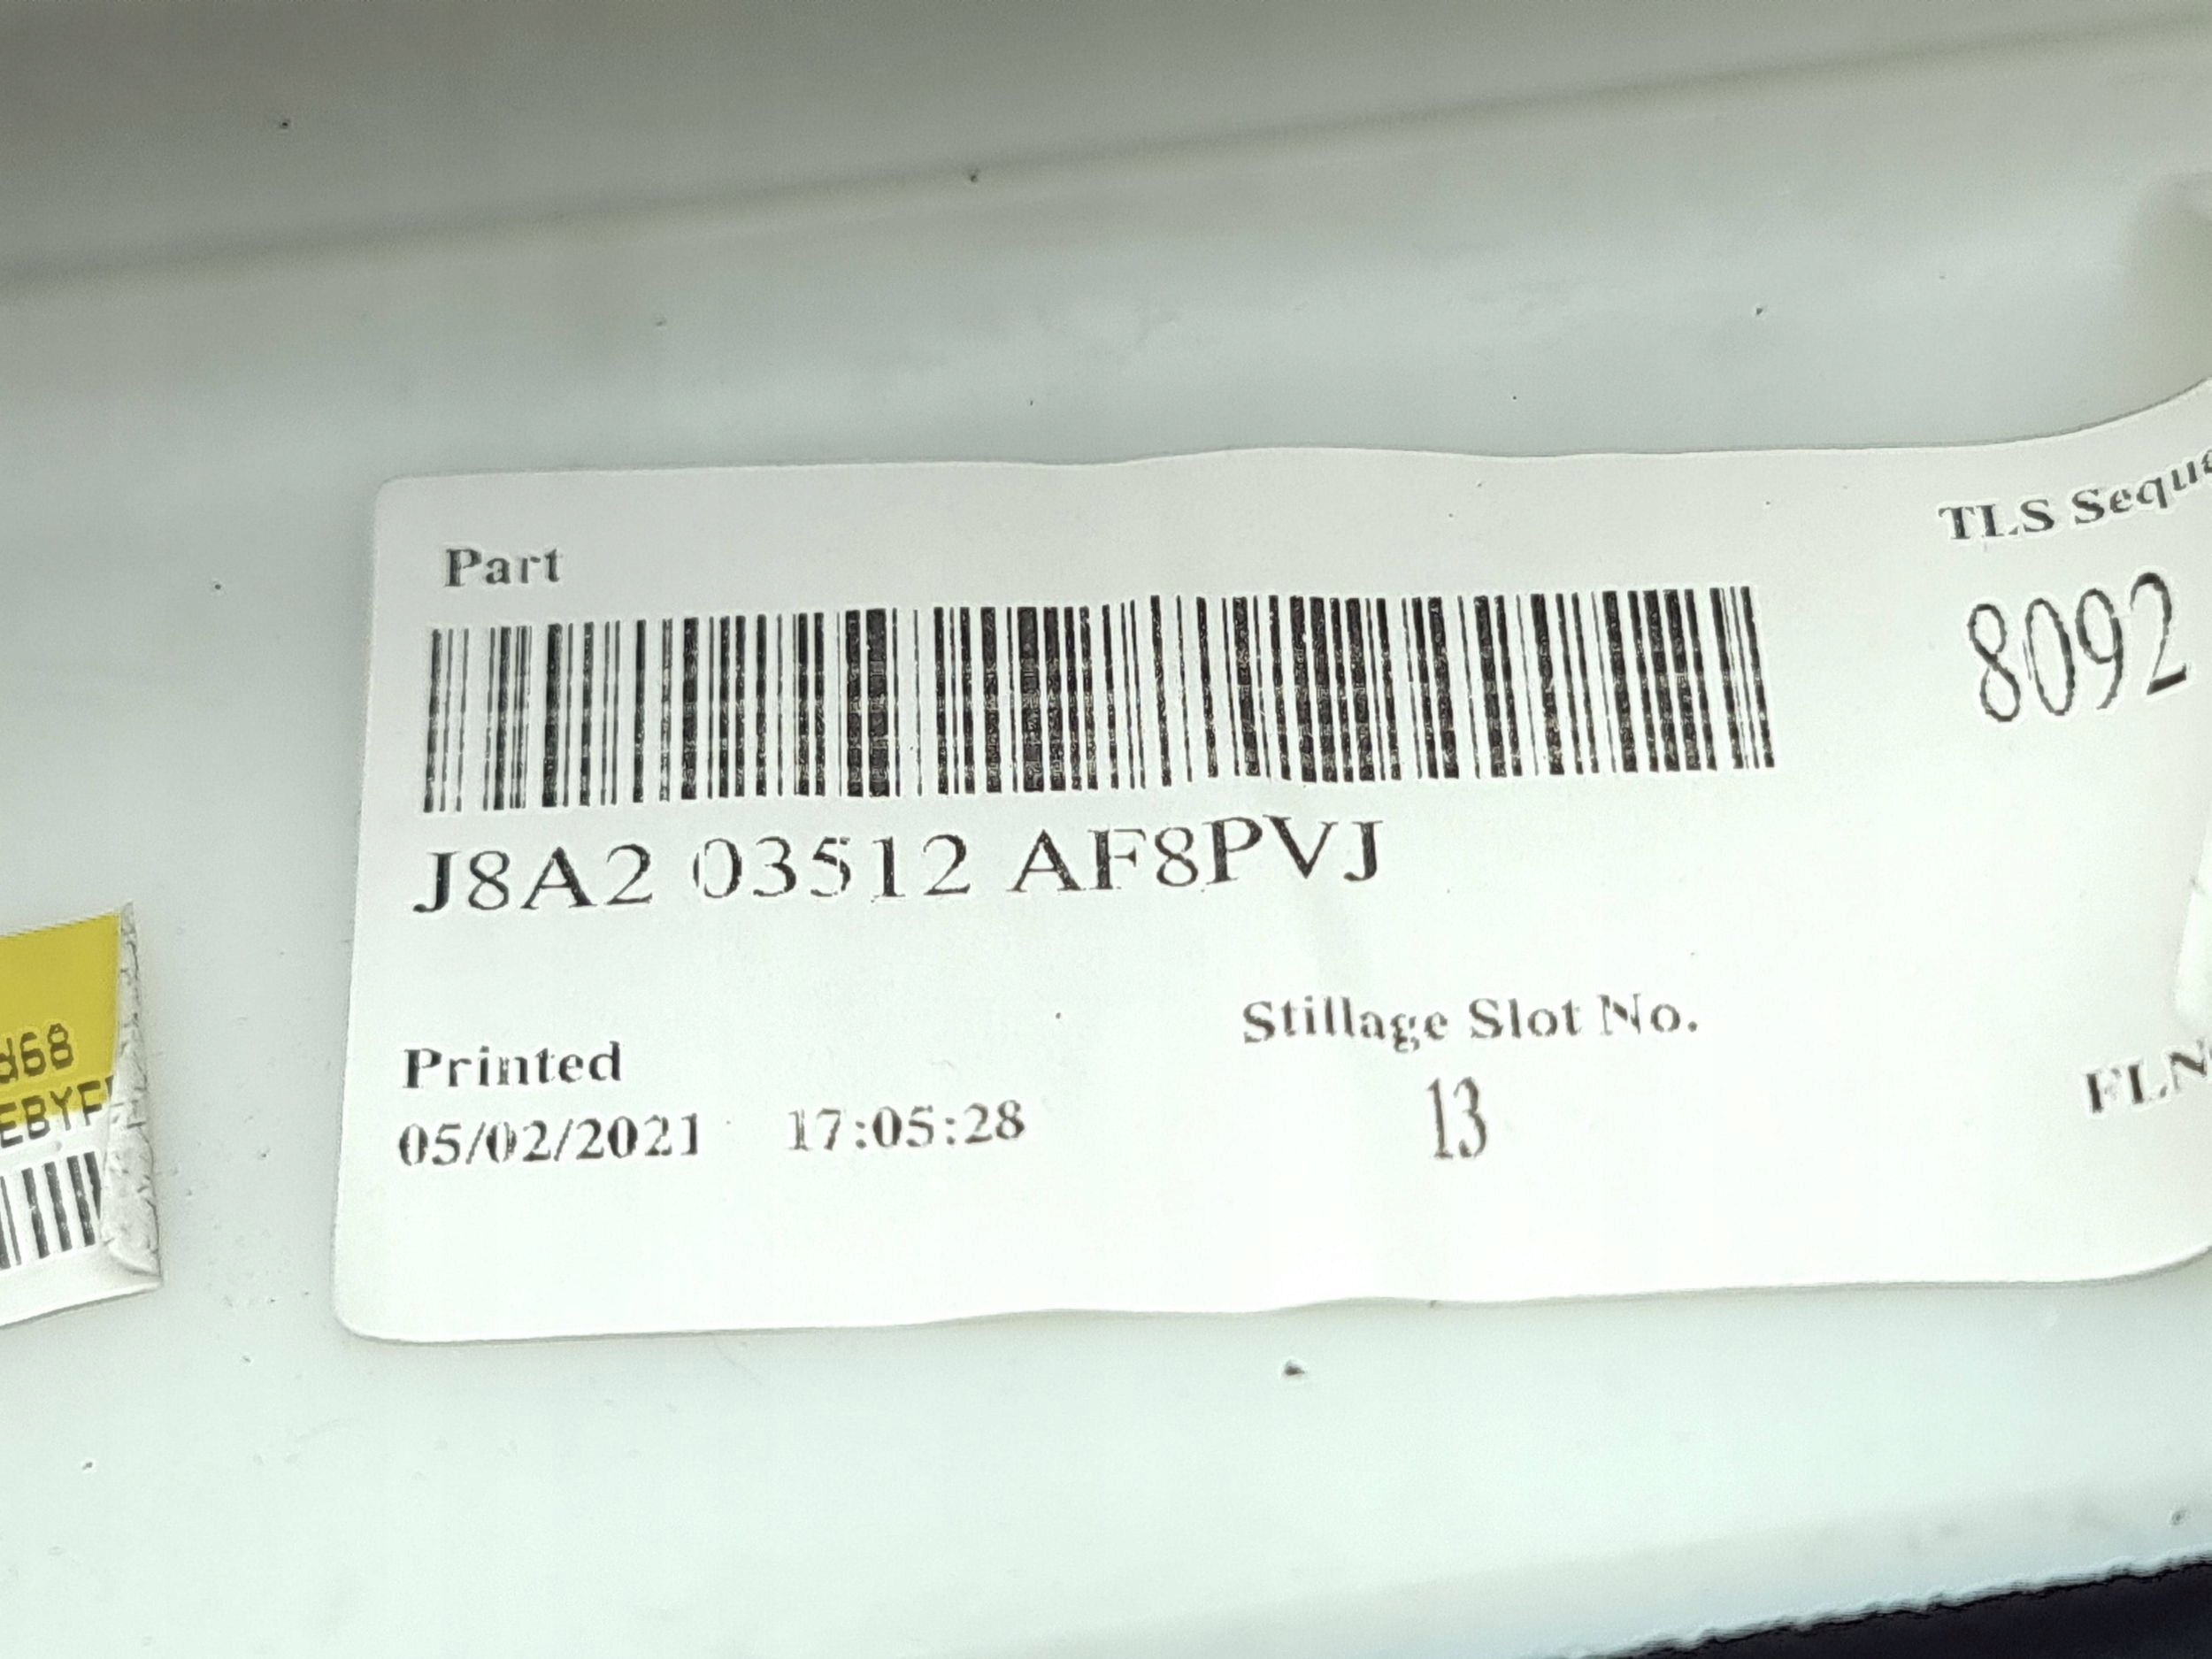 Part
TLS Seque
8092
J8A2 03512 AF8PVJ
Stillage Slot No.
13
Printed
05/02/2021 17:05:28
FLN
d68
EBYF